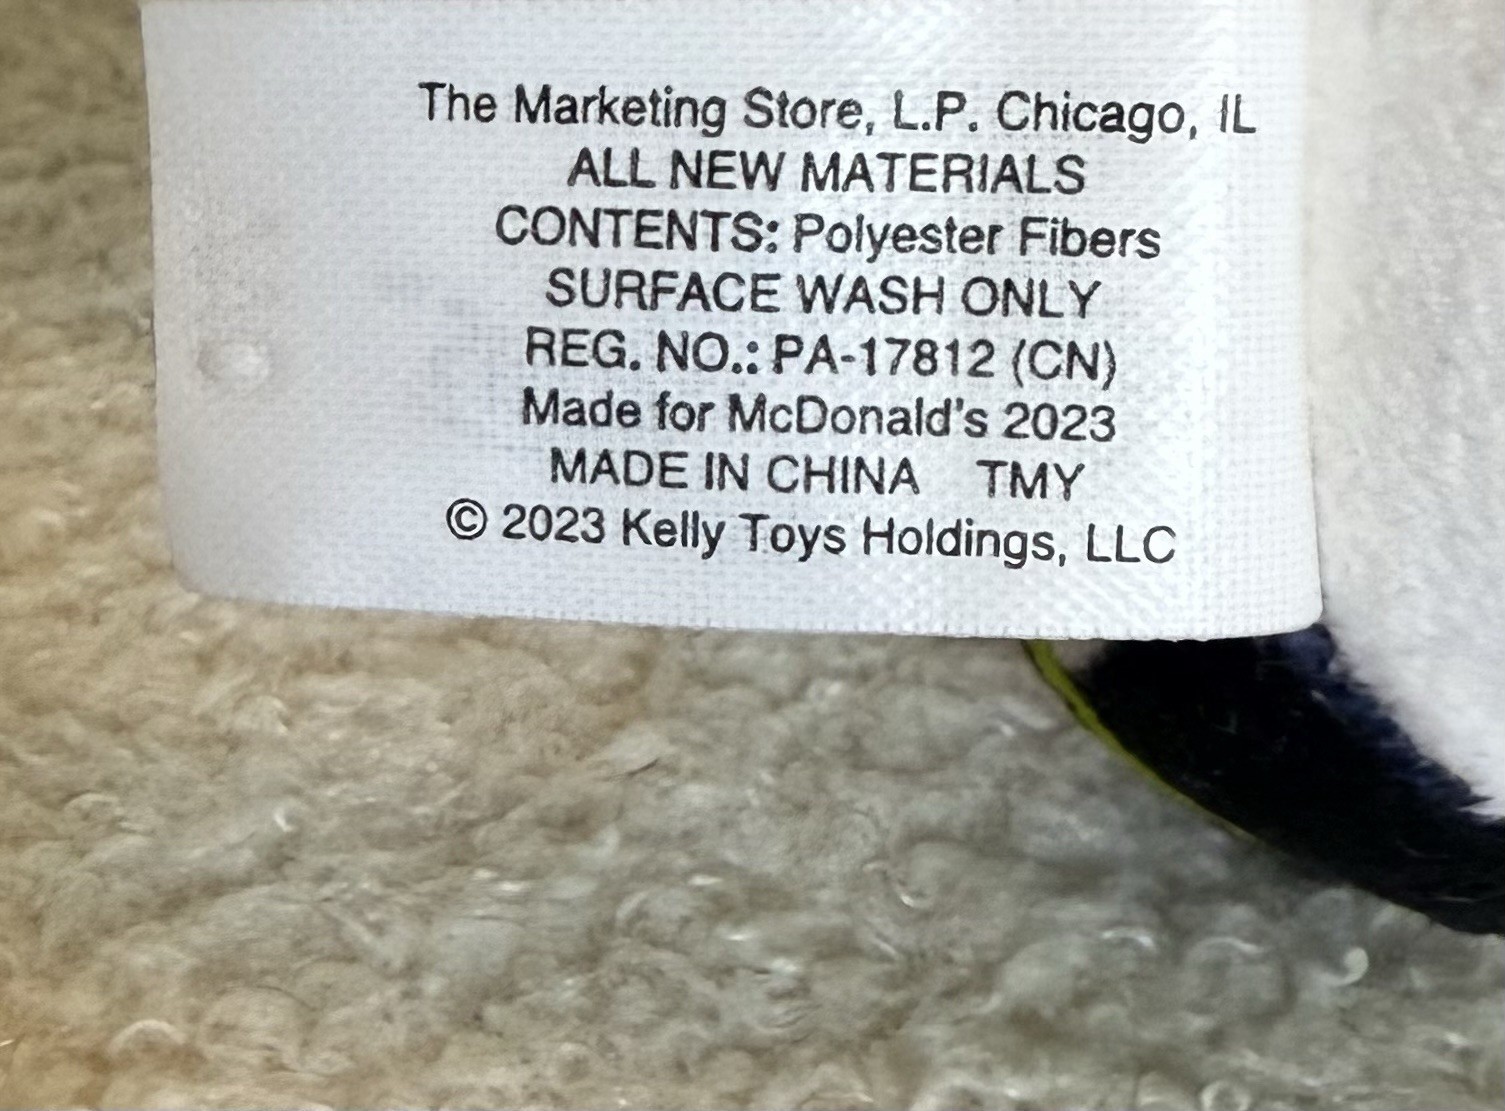 The Marketing Store, L.P. Chicago, IL
ALL NEW MATERIALS
CONTENTS: Polyester Fibers
SURFACE WASH ONLY
REG. NO.: PA-17812 (CN)
Made for McDonald's 2023
MADE IN CHINA TMY
© 2023 Kelly Toys Holdings, LLC